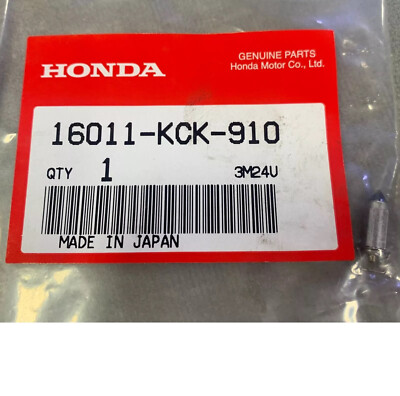 HONDA
GENUINE PARTS
Honda Motor Co., Ltd.
16011-KCK-910
QTY 1 3M24U
MADE IN JAPAN